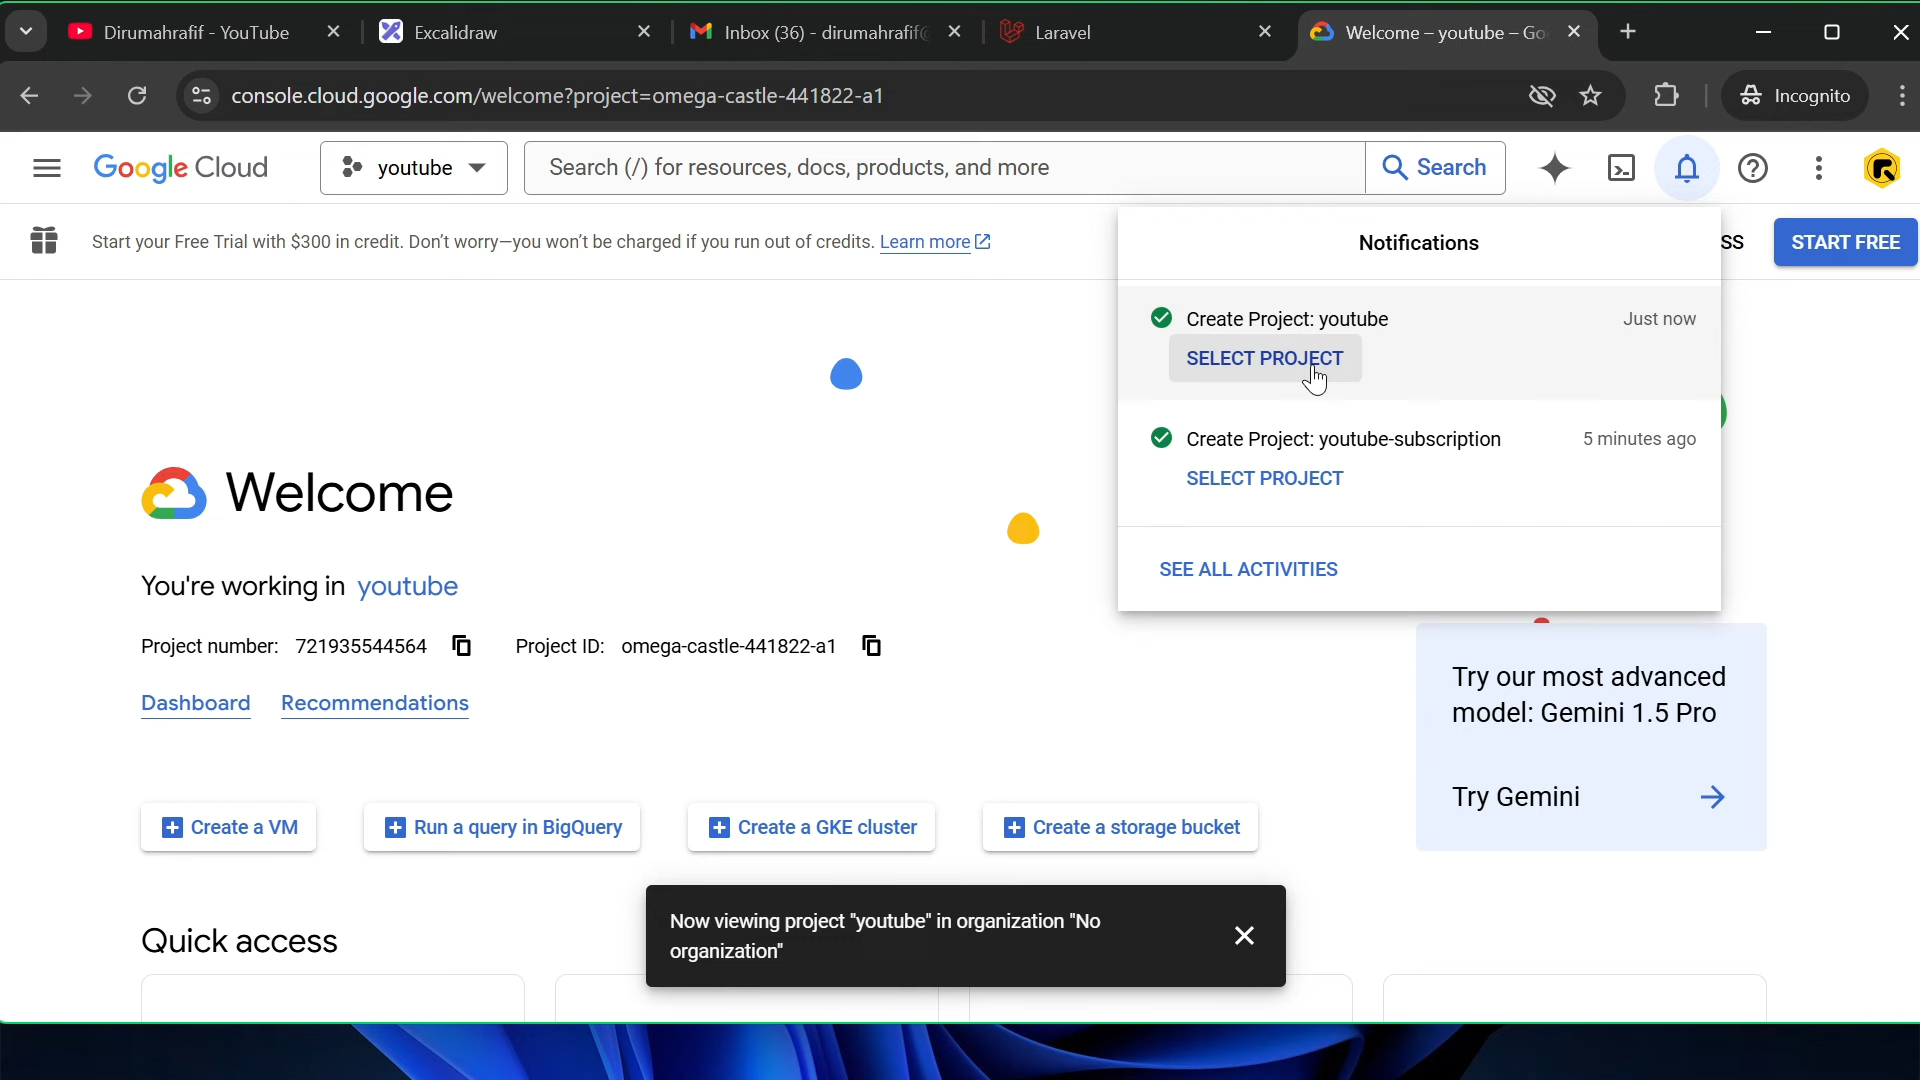 Dirumahrafif - YouTube
Excalidraw
Inbox (36) - dirumahrafif@
Laravel
Welcome – youtube – Go
console.cloud.google.com/welcome?project=omega-castle-441822-a1
Incognito
Google Cloud
youtube
Search (/) for resources, docs, products, and more
Search
Start your Free Trial with $300 in credit. Don't worry—you won't be charged if you run out of credits. Learn more
SS
START FREE
Notifications
Create Project: youtube
Just now
SELECT PROJECT
Create Project: youtube-subscription
5 minutes ago
SELECT PROJECT
SEE ALL ACTIVITIES
Welcome
You're working in youtube
Project number: 721935544564
Project ID: omega-castle-441822-a1
Dashboard
Recommendations
Try our most advanced
model: Gemini 1.5 Pro
Try Gemini
Create a VM
Run a query in BigQuery
Create a GKE cluster
Create a storage bucket
Now viewing project "youtube" in organization "No
organization"
Quick access